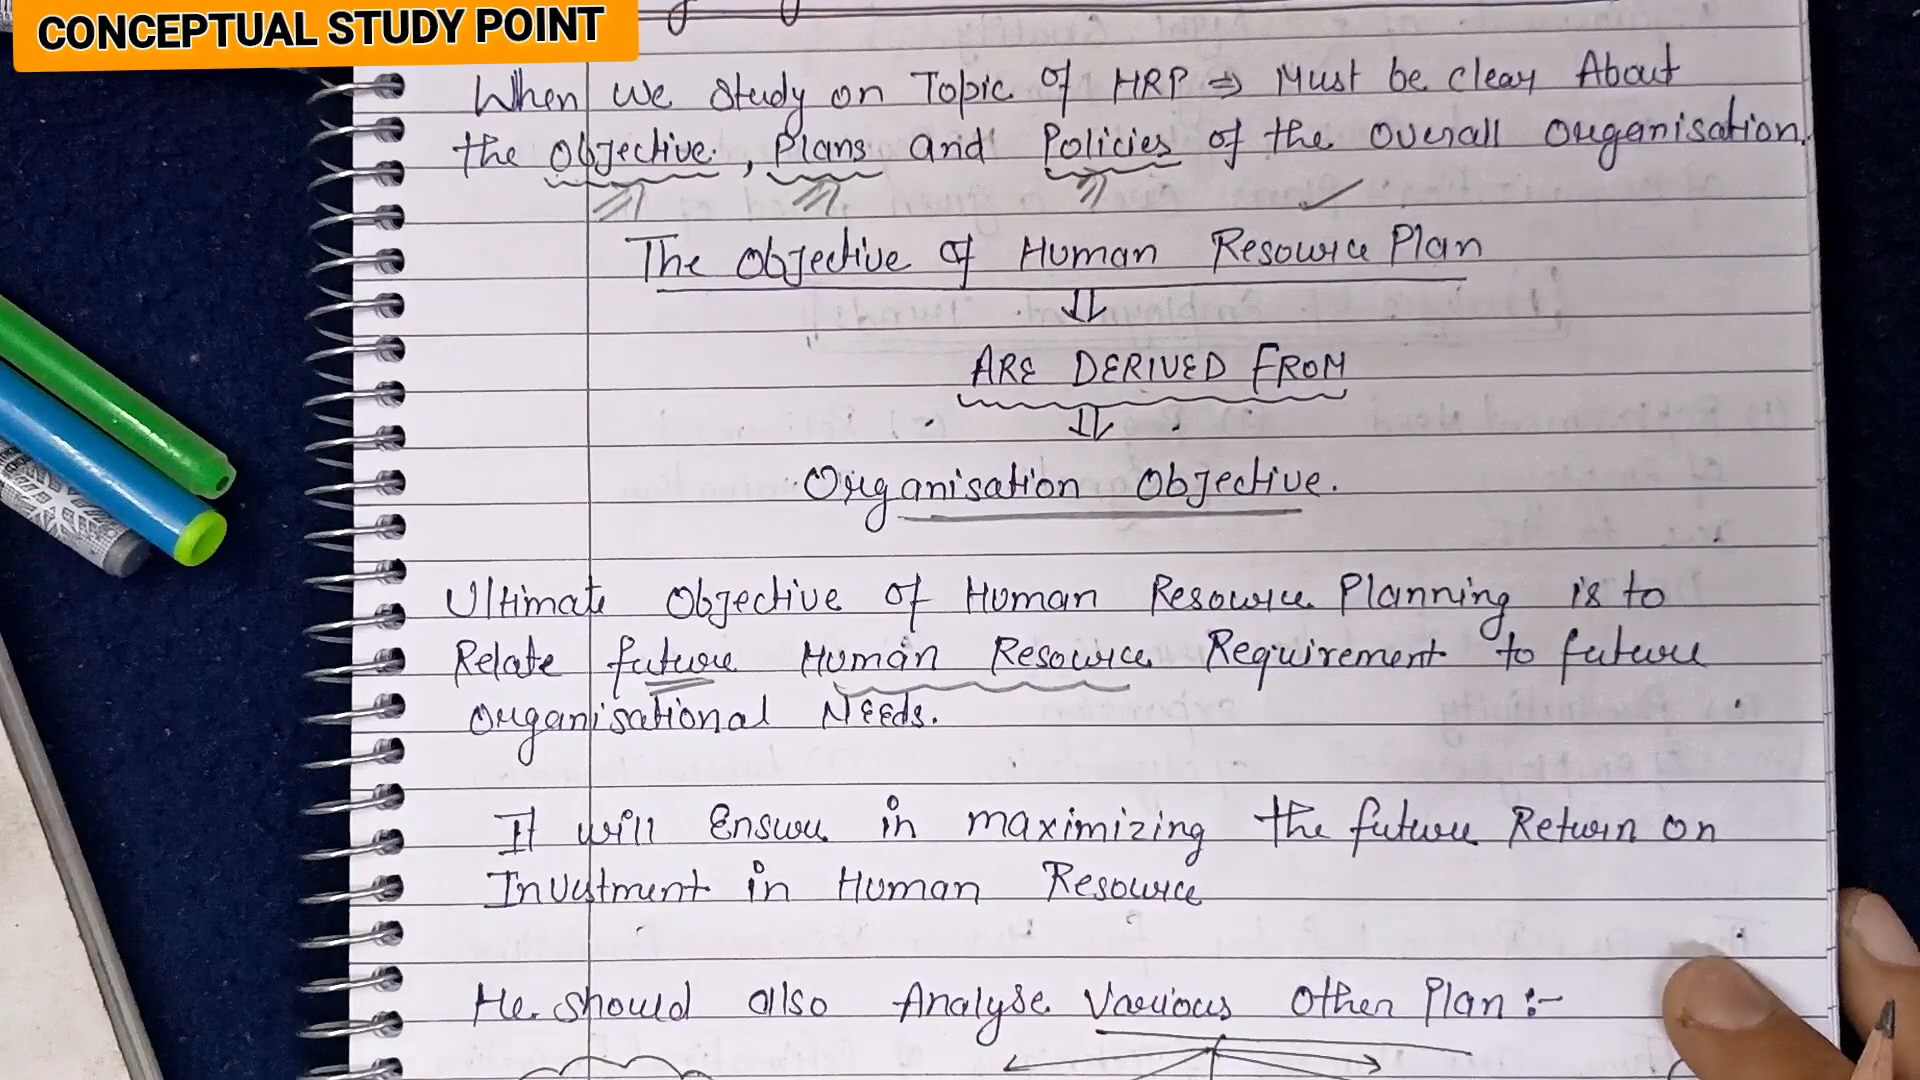 CONCEPTUAL STUDY POINT
When we study on Topic of HRP ⇒ Must be clear About
the Objective, Plans and Policies of the overall Organisation.
The Objective of Human Resource Plan
ARE DERIVED FROM
Organisation Objective.
Ultimate Objective of Human Resource Planning is to
Relate future Human Resource Requirement to future
Organisational Needs.
It will Ensure in maximizing the future Return on
Investment in Human Resource
He should also Analyse Various Other Plan :-